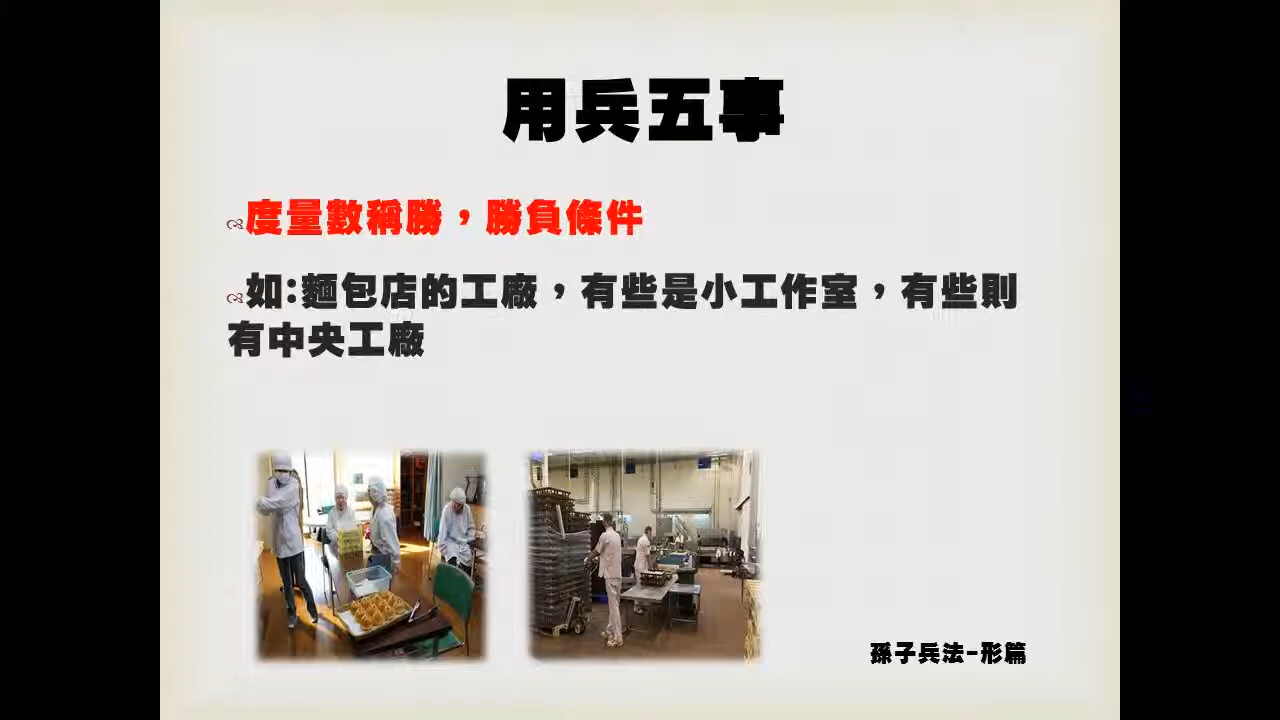 用兵五事
度量數稱勝，勝負條件
如:麵包店的工廠，有些是小工作室，有些則
有中央工廠
孫子兵法-形篇